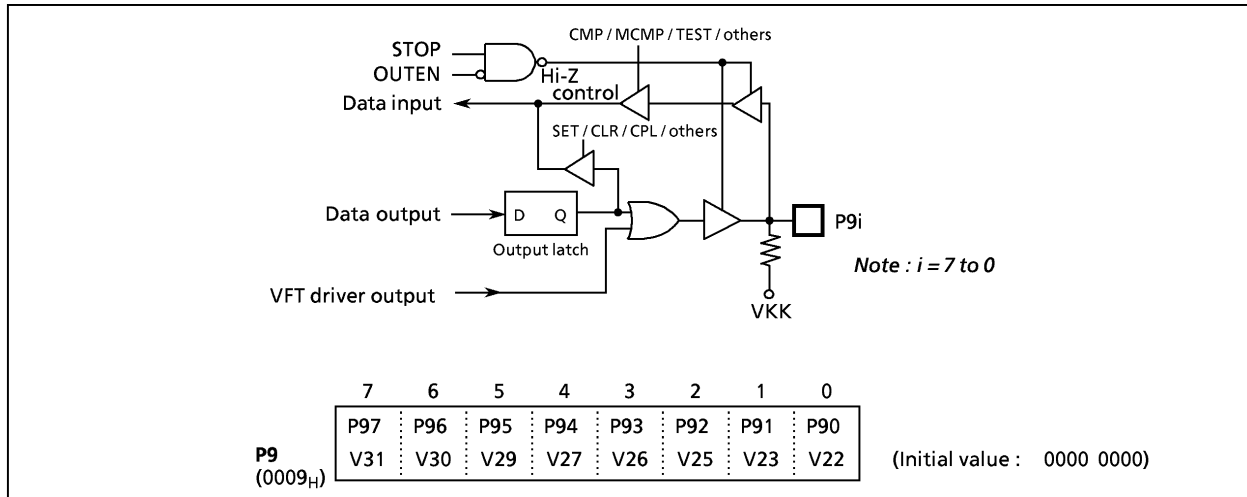 CMP / MCMP / TEST / others
STOP
OUTEN
Hi-Z
control
Data input
SET / CLR / CPL / others
Data output
D Q
P9i
Output latch
Note : i = 7 to 0
VFT driver output
VKK
7 6 5 4 3 2 1 0
P97 P96 P95 P94 P93 P92 P91 P90
P9 V31 V30 V29 V27 V26 V25 V23 V22 (Initial value : 0000 0000)
(0009H)